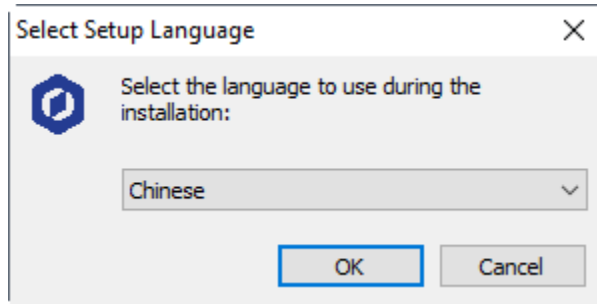 Select Setup Language
Select the language to use during the
installation:
Chinese
OK
Cancel